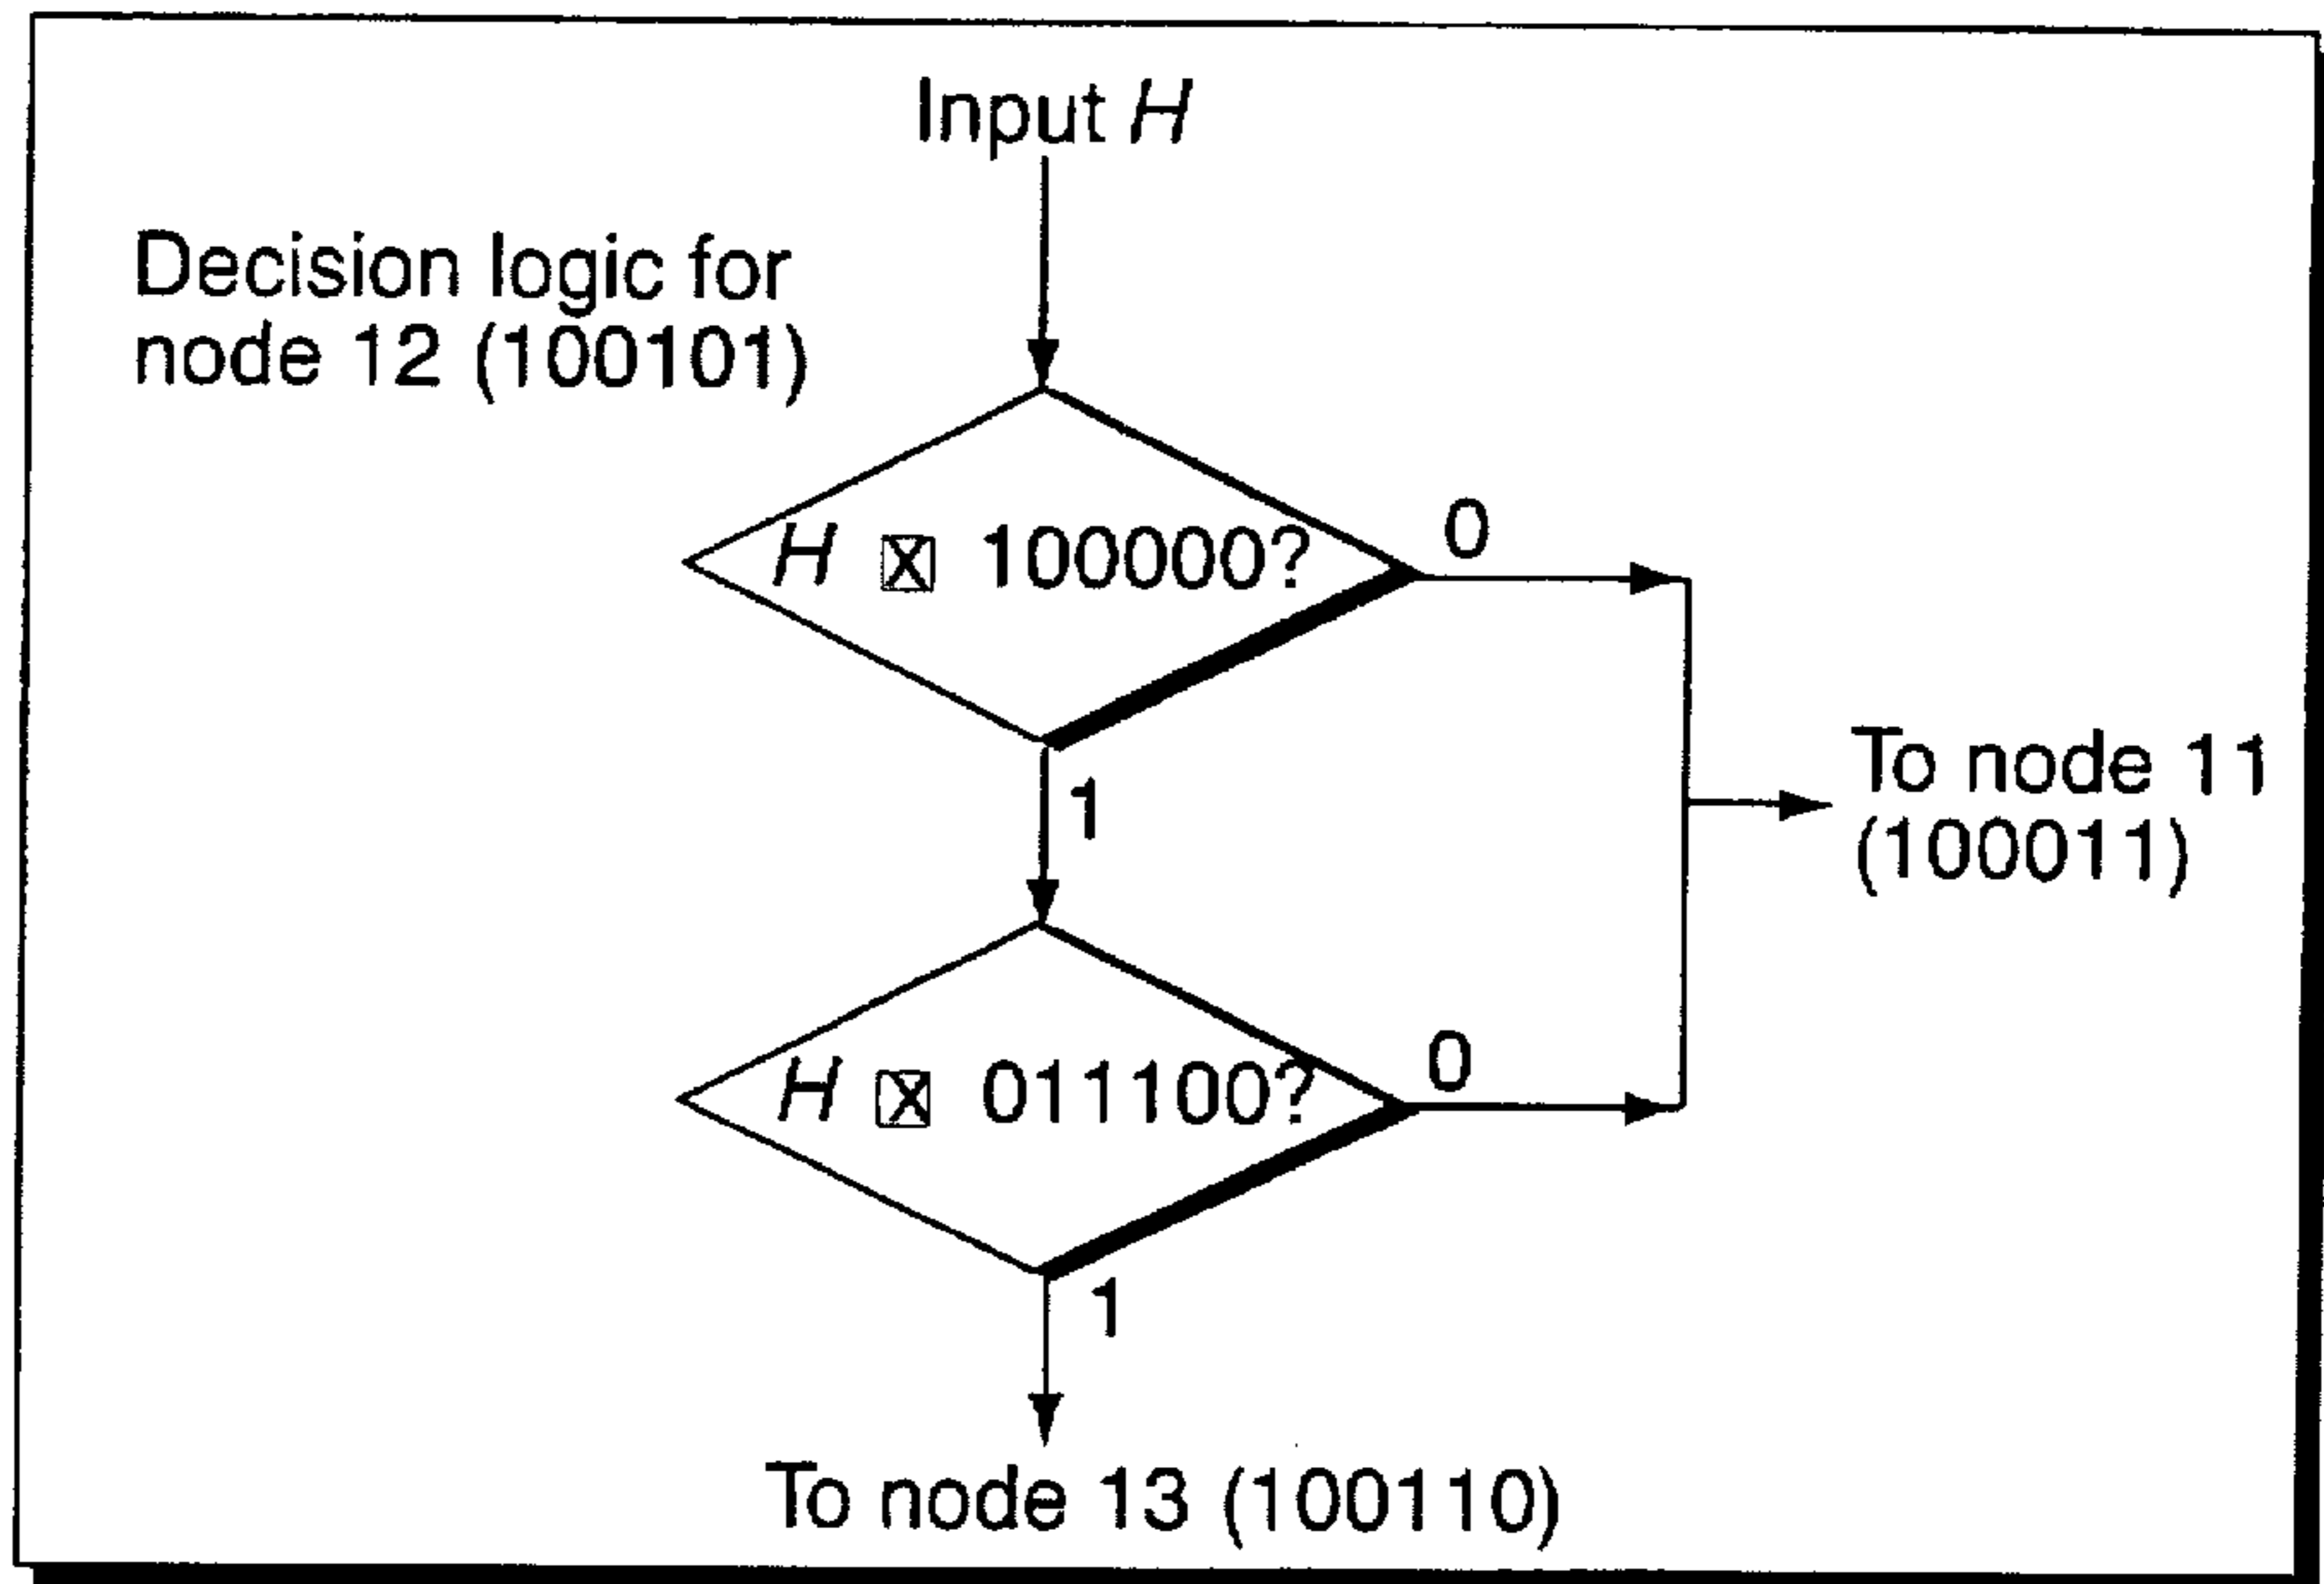 Input H
Decision logic for
node 12 (100101)
H ☒ 100000?
0
1
To node 11
(100011)
H ☒ 011100?
0
1
To node 13 (100110)